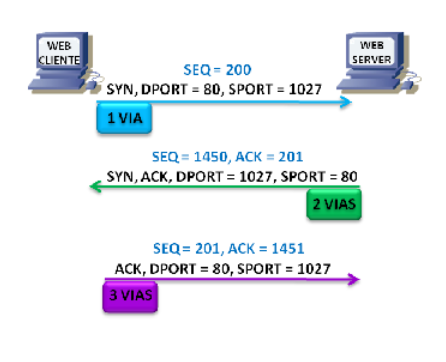 WEB
CLIENTE
WEB
SERVER
SEQ = 200
SYN, DPORT = 80, SPORT = 1027
1 VIA
SEQ = 1450, ACK = 201
SYN, ACK, DPORT = 1027, SPORT = 80
2 VIAS
SEQ = 201, ACK = 1451
ACK, DPORT = 80, SPORT = 1027
3 VIAS